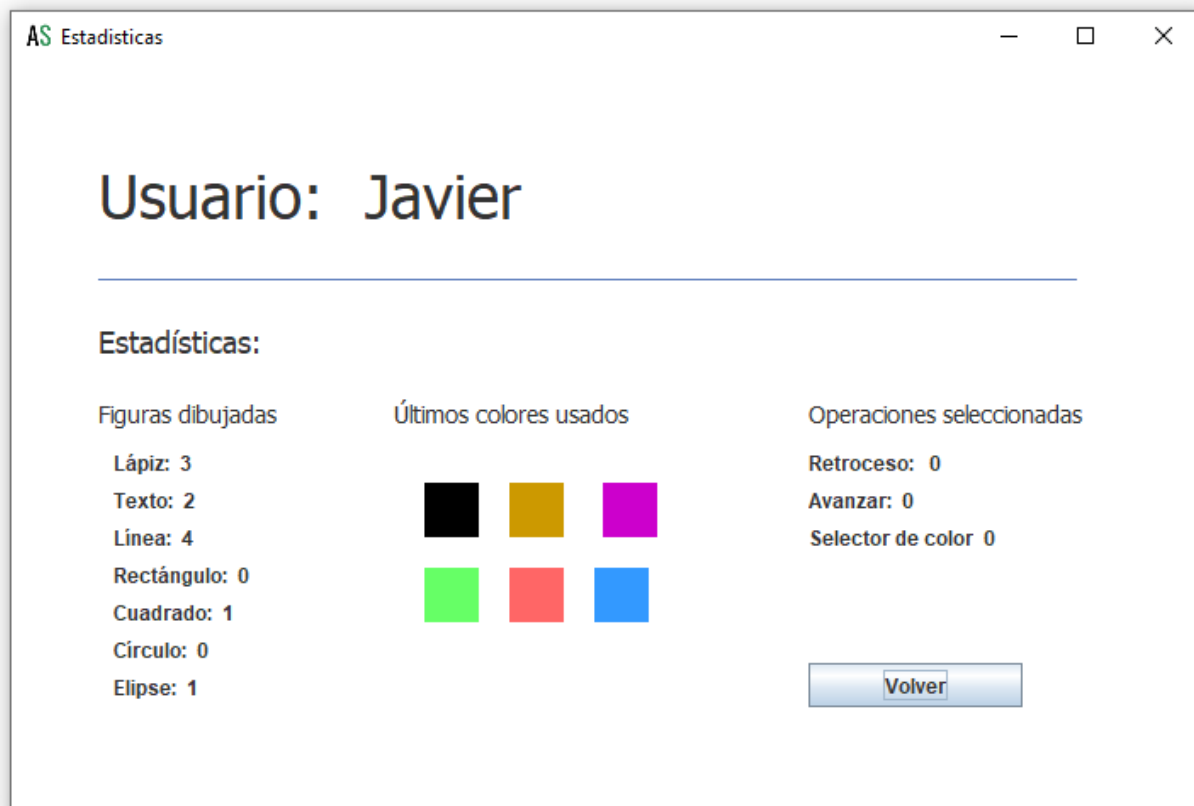 AS Estadisticas
Usuario: Javier
Estadísticas:
Figuras dibujadas
Lápiz: 3
Texto: 2
Línea: 4
Rectángulo: 0
Cuadrado: 1
Círculo: 0
Elipse: 1
Últimos colores usados
Operaciones seleccionadas
Retroceso: 0
Avanzar: 0
Selector de color 0
Volver